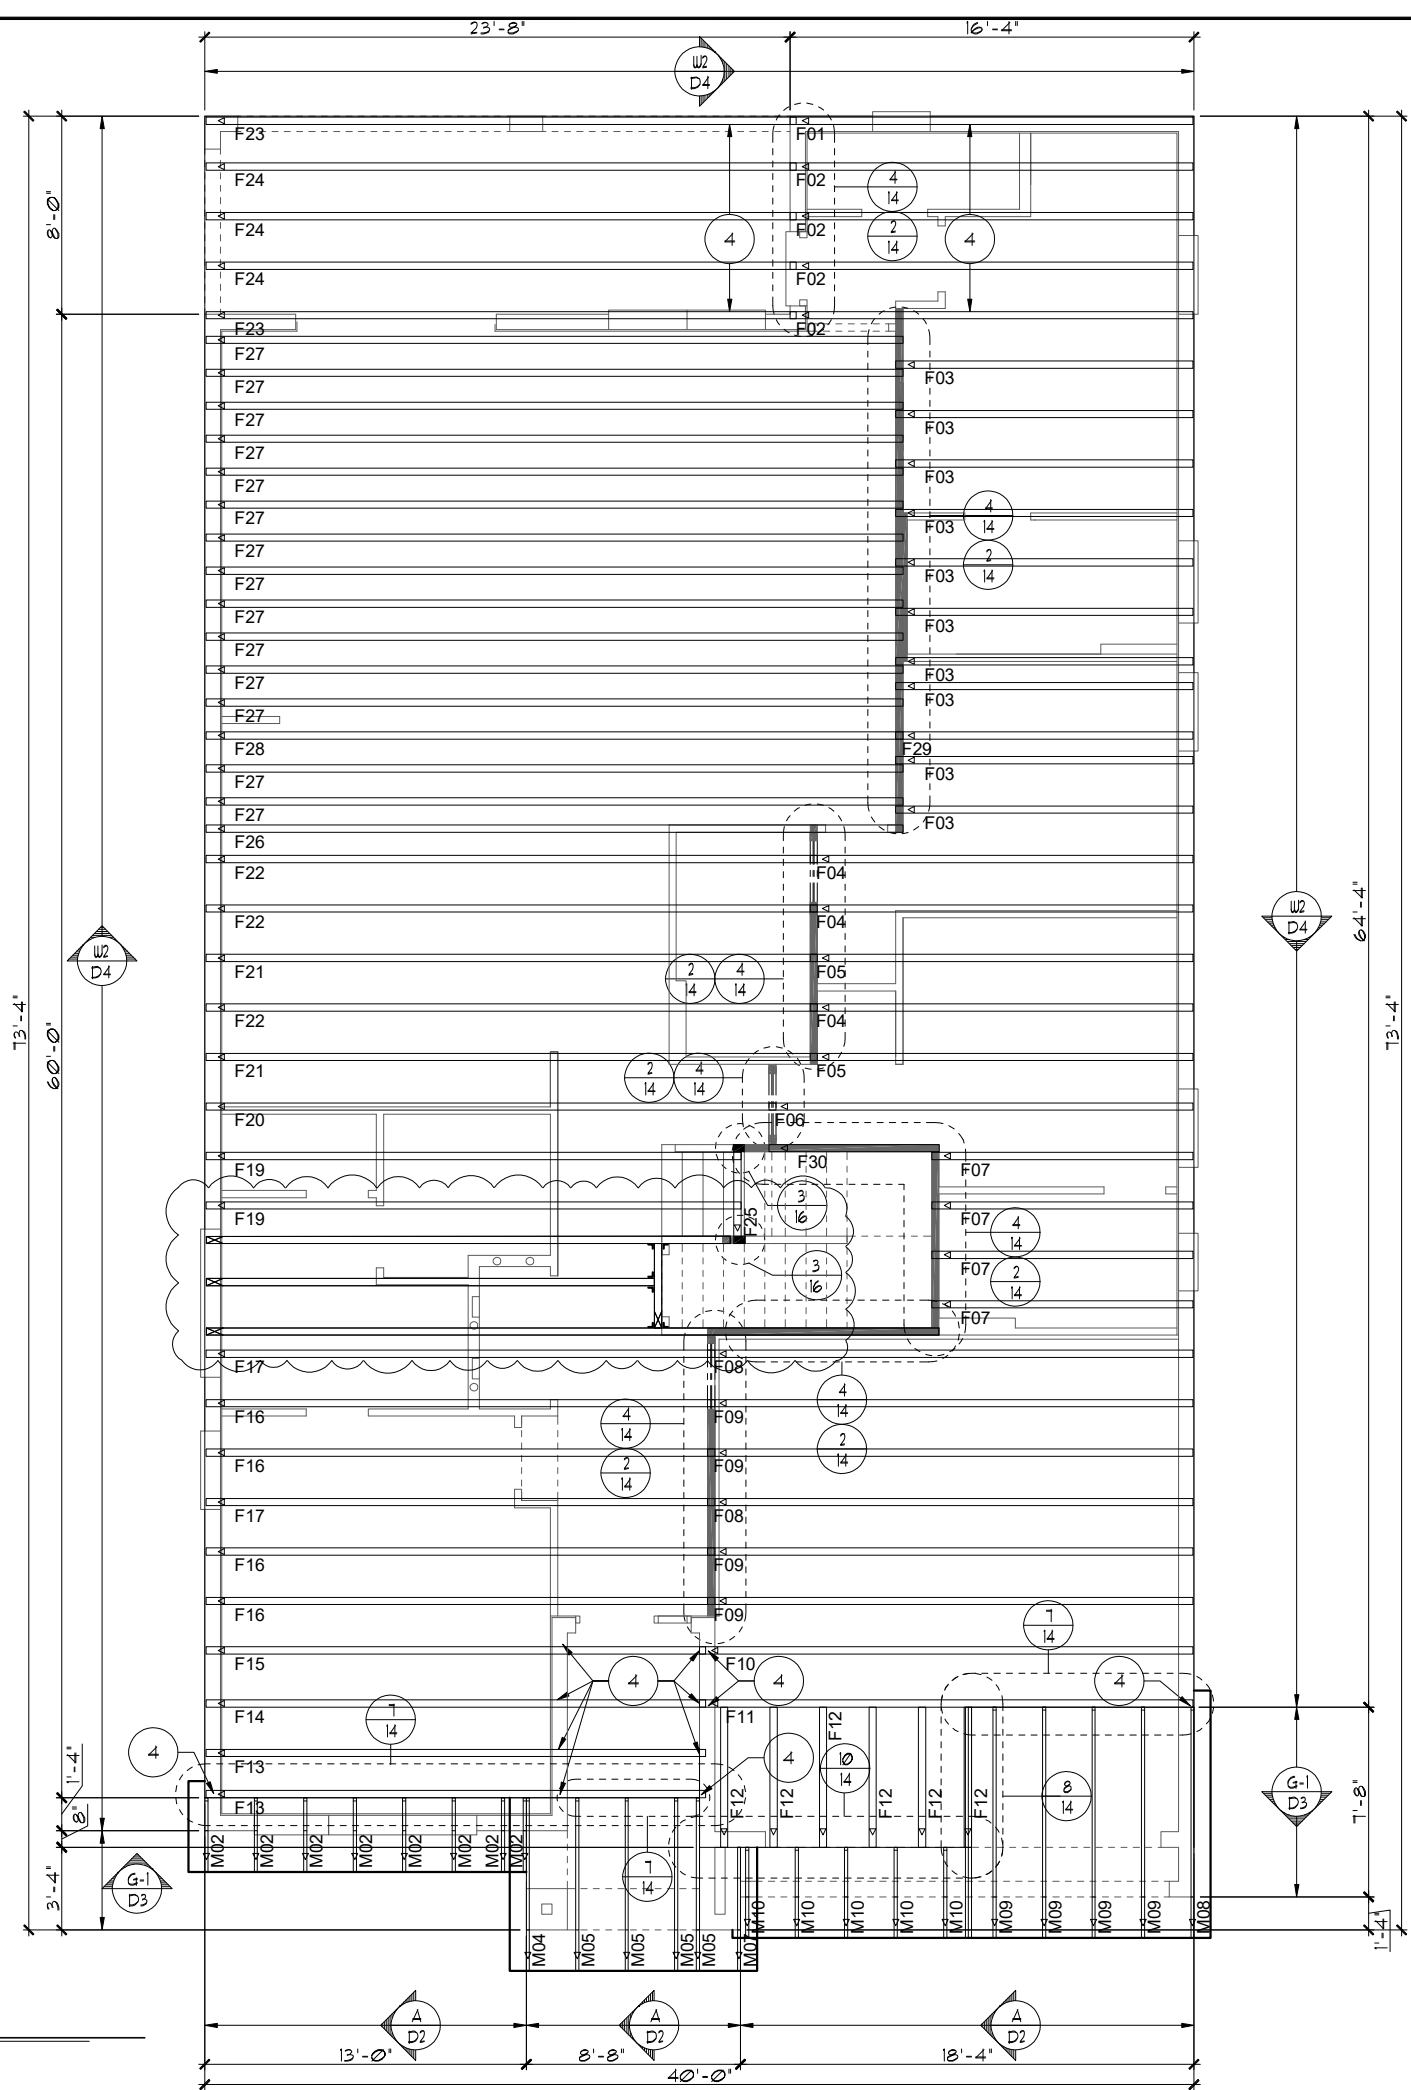 23'-8" 16'-4"
W2
D4
F23 F01
F24 F02
4
14
F24 F02
2
14
4 4
8'-0"
F24 F02
F23 F02
F27
F03
F27
F27 F03
F27
F27 F03
4
14
F27 F03
F27
2
14
F03
F27
F27 F03
F27
F27 F03
F03
F27
F28 F29
F03
F27
F27 F03
F26
F22 F04
64'-4"
W2
D4
F22 F04
W2
D4
F21 F05
2
14
4
14
73'-4"
60'-0"
F22 F04
73'-4"
F21 F05
2
14
4
14
F20 F06
F19 F30 F07
3
16
F19 F25 F07
4
14
F07
3
16
2
14
F07
F17 F08
4
14
F16 F09
4
14
2
14
F16 F09
2
14
F17 F08
F16 F09
F16 F09
7
14
F15 F10
4 4 4
F14 F11
7
14
F12
4 4
10
14
F13
F13
F12 F12 F12 F12 F12
8
14
G-1
D3
7'-8"
1'-4"
8"
M02 M02 M02 M02 M02 M02 M02 M02
7
14
G-1
D3
3'-4"
M10 M10 M10 M10 M10 M09 M09 M09 M09 M08
1'-4"
M04 M05 M05 M05 M05 M07
A
D2
A
D2
A
D2
13'-0" 8'-8" 18'-4"
40'-0"